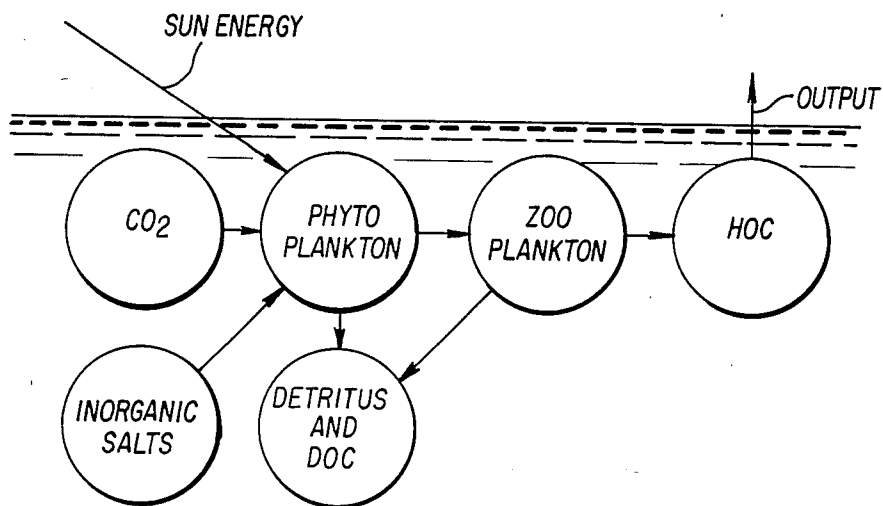 SUN ENERGY
OUTPUT
CO2
PHYTO
PLANKTON
ZOO
PLANKTON
HOC
INORGANIC
SALTS
DETRITUS
AND
DOC